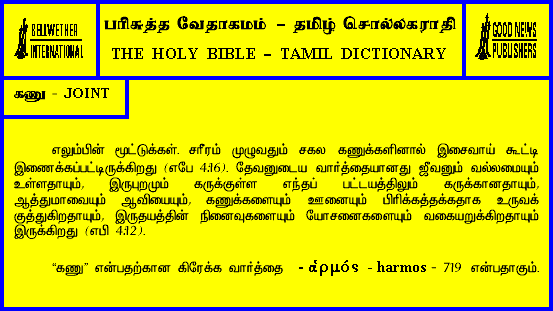 BELLWETHER
INTERNATIONAL
பரிசுத்த வேதாகமம் – தமிழ் சொல்லகராதி
THE HOLY BIBLE – TAMIL DICTIONARY
GOOD NEWS
PUBLISHERS
கணு - JOINT
எலும்பின் மூட்டுக்கள். சரீரம் முழுவதும் சகல கணுக்களினால் இசைவாய் கூட்டி
இணைக்கப்பட்டிருக்கிறது (எபே 4:16). தேவனுடைய வார்த்தையானது ஜீவனும் வல்லமையும்
உள்ளதாயும், இருபுறமும் கருக்குள்ள எந்தப் பட்டயத்திலும் கருக்கானதாயும்,
ஆத்துமாவையும் ஆவியையும், கணுக்களையும் ஊனையும் பிரிக்கத்தக்கதாக உருவக்
குத்துகிறதாயும், இருதயத்தின் நினைவுகளையும் யோசனைகளையும் வகையறுக்கிறதாயும்
இருக்கிறது (எபி 4:12).
“கணு” என்பதற்கான கிரேக்க வார்த்தை - ἁρμός - harmos - 719 என்பதாகும்.